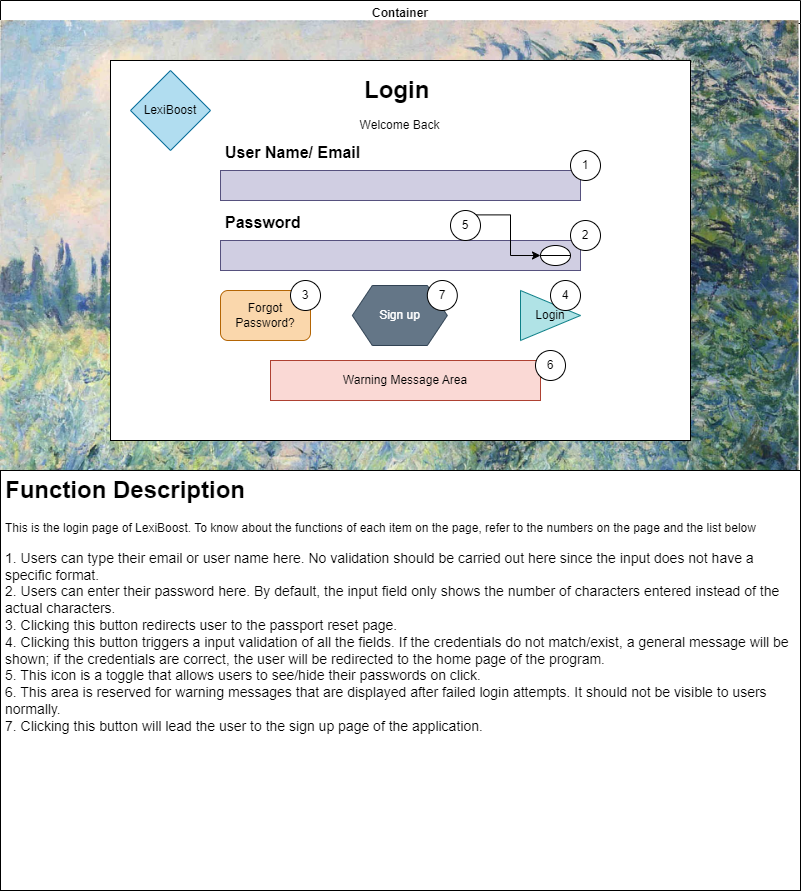 Container
LexiBoost
Login
Welcome Back
User Name/ Email
1
Password
5
2
Forgot
Password?
3
Sign up
7
Login
4
Warning Message Area
6
Function Description
This is the login page of LexiBoost. To know about the functions of each item on the page, refer to the numbers on the page and the list below
1. Users can type their email or user name here. No validation should be carried out here since the input does not have a
specific format.
2. Users can enter their password here. By default, the input field only shows the number of characters entered instead of the
actual characters.
3. Clicking this button redirects user to the passport reset page.
4. Clicking this button triggers a input validation of all the fields. If the credentials do not match/exist, a general message will be
shown; if the credentials are correct, the user will be redirected to the home page of the program.
5. This icon is a toggle that allows users to see/hide their passwords on click.
6. This area is reserved for warning messages that are displayed after failed login attempts. It should not be visible to users
normally.
7. Clicking this button will lead the user to the sign up page of the application.